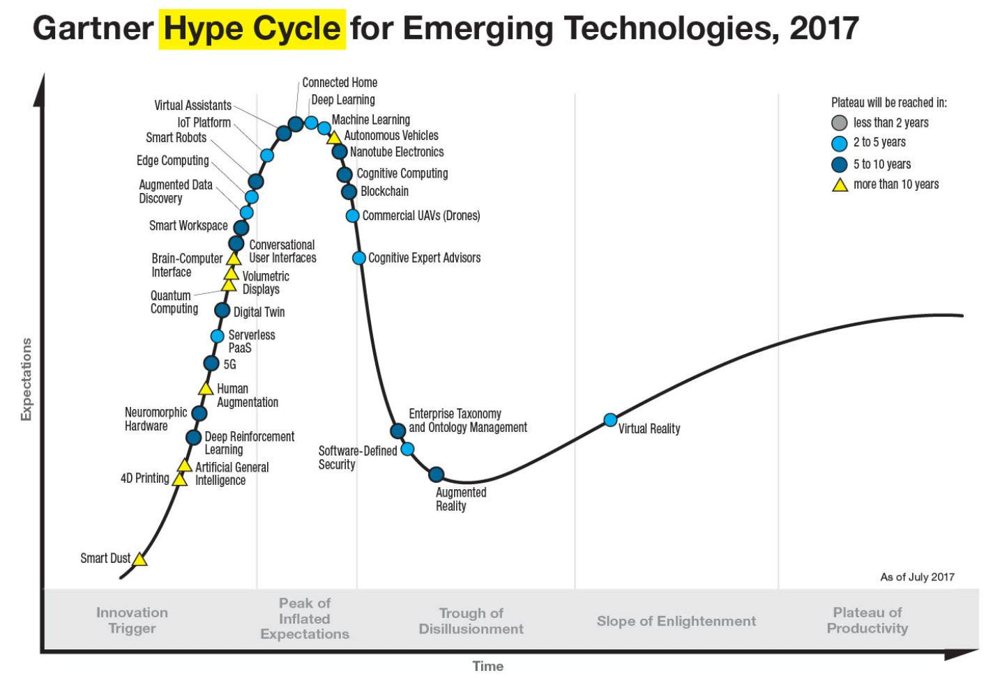 Gartner Hype Cycle for Emerging Technologies, 2017
Connected Home
Deep Learning
Virtual Assistants
IoT Platform
Smart Robots
Edge Computing
Augmented Data
Discovery
Smart Workspace
Conversational
User Interfaces
Brain-Computer
Interface
Volumetric
Displays
Quantum
Computing
Digital Twin
Serverless
PaaS
5G
Human
Augmentation
Neuromorphic
Hardware
Deep Reinforcement
Learning
Artificial General
Intelligence
4D Printing
Smart Dust
Machine Learning
Autonomous Vehicles
Nanotube Electronics
Cognitive Computing
Blockchain
Commercial UAVs (Drones)
Cognitive Expert Advisors
Enterprise Taxonomy
and Ontology Management
Software-Defined
Security
Augmented
Reality
Virtual Reality
Plateau will be reached in:
less than 2 years
2 to 5 years
5 to 10 years
more than 10 years
As of July 2017
Expectations
Innovation
Trigger
Peak of
Inflated
Expectations
Trough of
Disillusionment
Slope of Enlightenment
Plateau of
Productivity
Time